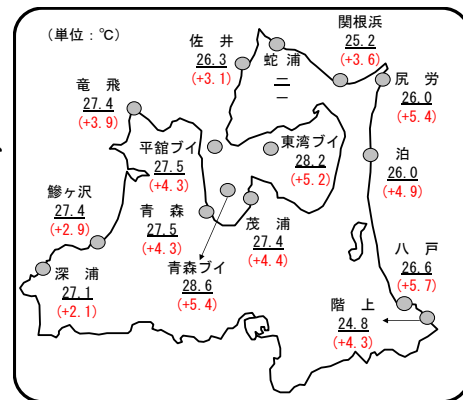 (単位：℃)
関根浜
25.2
(+3.6)
佐 井
26.3
(+3.1)
蛇 浦
ー
ー
尻 労
26.0
(+5.4)
竜 飛
27.4
(+3.9)
平舘ブイ
27.5
(+4.3)
東湾ブイ
28.2
(+5.2)
泊
26.0
(+4.9)
鰺ヶ沢
27.4
(+2.9)
青 森
27.5
(+4.3)
茂 浦
27.4
(+4.4)
青森ブイ
28.6
(+5.4)
深 浦
27.1
(+2.1)
八 戸
26.6
(+5.7)
階 上
24.8
(+4.3)